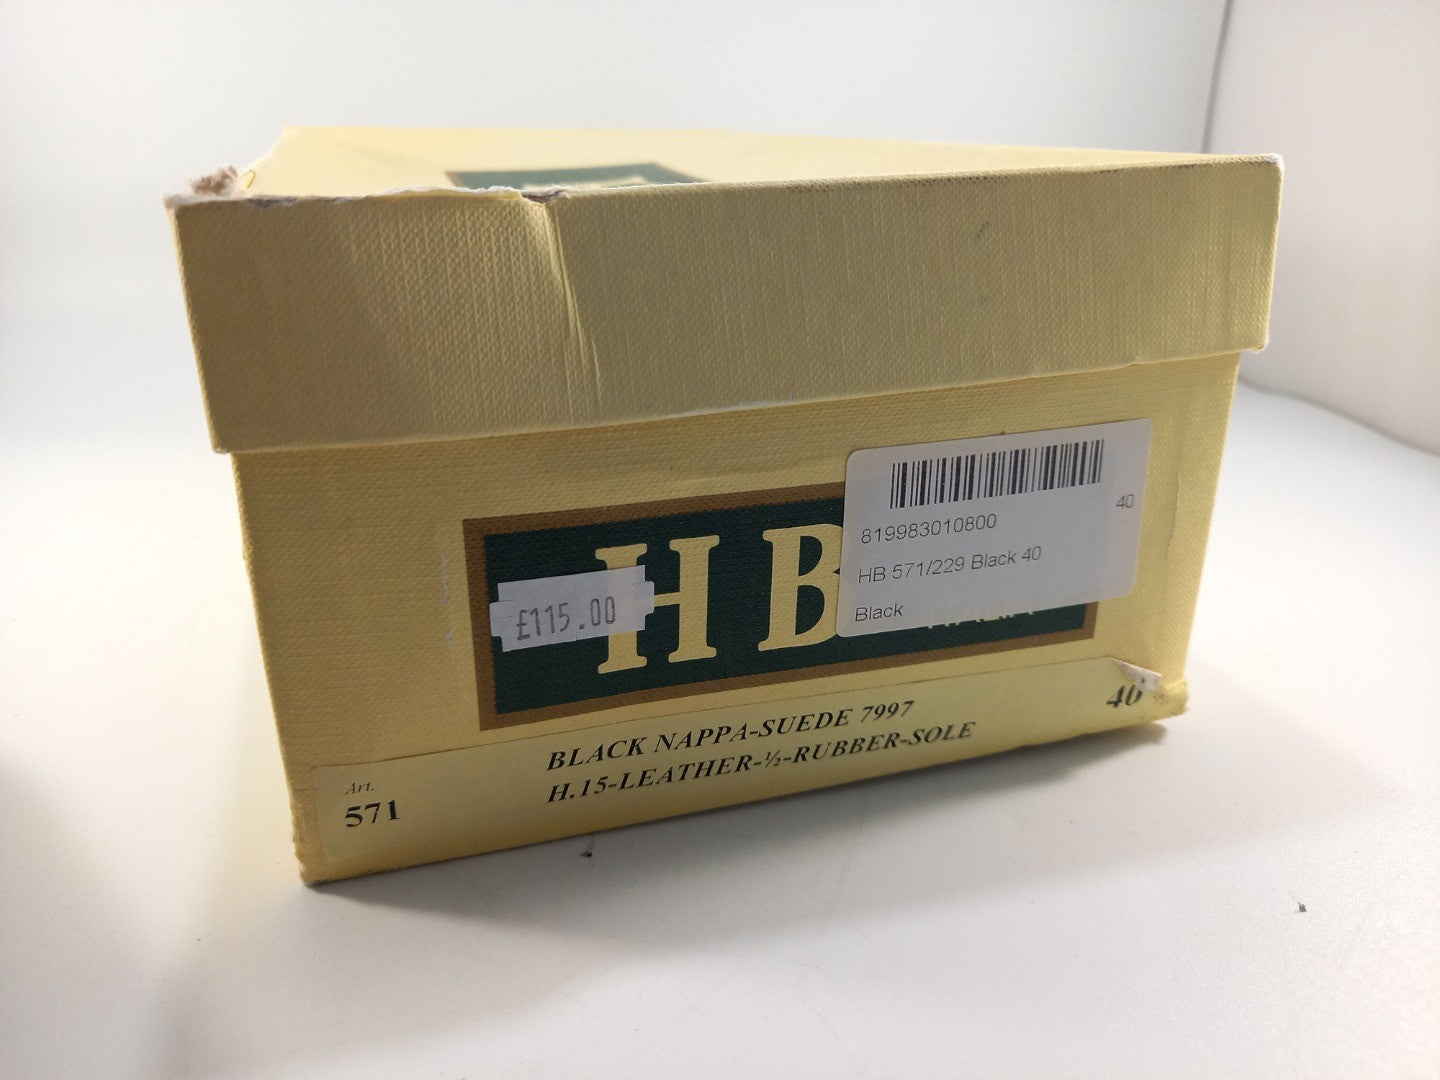 HB
£115.00
819983010800
40
HB 571/229 Black 40
Black
BLACK NAPPA-SUEDE 7997
40
H.15-LEATHER-½-RUBBER-SOLE
Art.
571